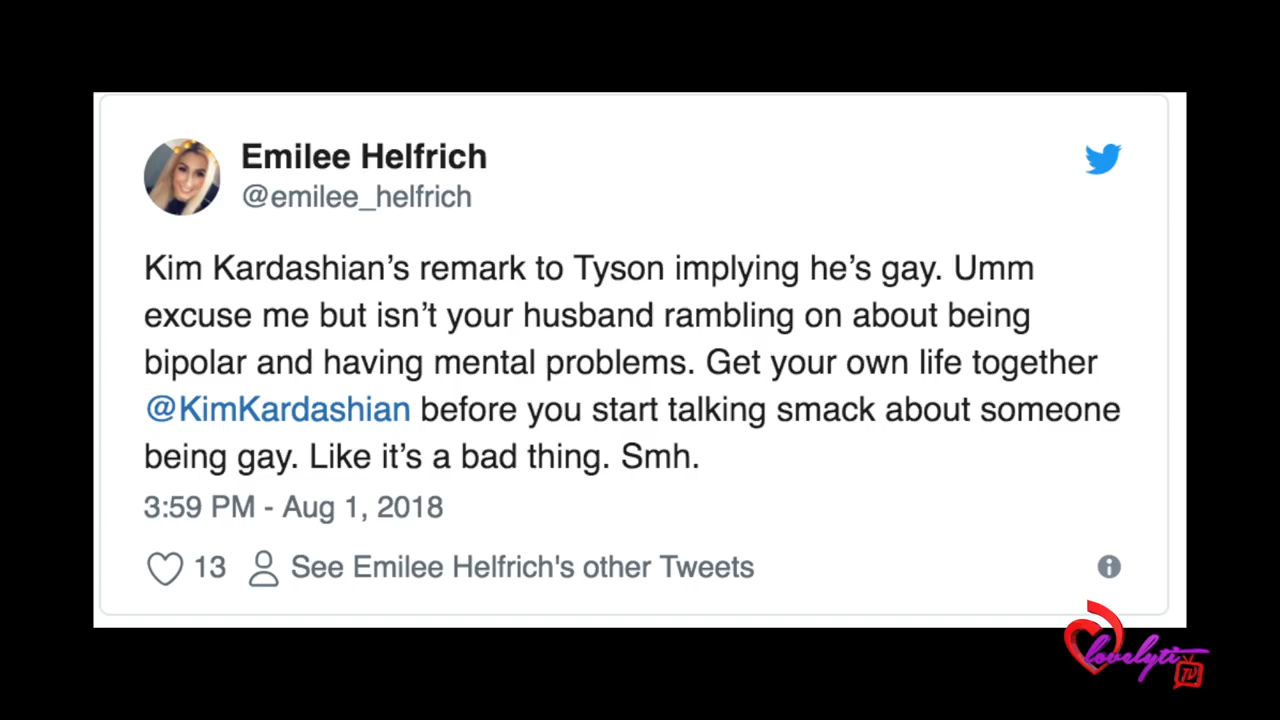 Emilee Helfrich
@emilee_helfrich
Kim Kardashian’s remark to Tyson implying he’s gay. Umm
excuse me but isn’t your husband rambling on about being
bipolar and having mental problems. Get your own life together
@KimKardashian before you start talking smack about someone
being gay. Like it’s a bad thing. Smh.
3:59 PM - Aug 1, 2018
13 See Emilee Helfrich's other Tweets
lovelyti
TV